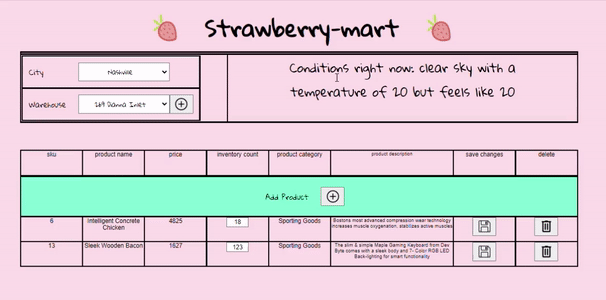 Strawberry-mart
City
Nashville
Conditions right now: clear sky with a
temperature of 20 but feels like 20
Warehouse
269 Danna Inlet
sku product name price inventory count product category product description save changes delete
Add Product
6 Intelligent Concrete Chicken 4825 18 Sporting Goods Bostons most advanced compression wear technology increases muscle oxygenation, stabilizes active muscles
13 Sleek Wooden Bacon 1627 123 Sporting Goods The slim & simple Maple Gaming Keyboard from Dev Byte comes with a sleek body and 7- Color RGB LED Back-lighting for smart functionality